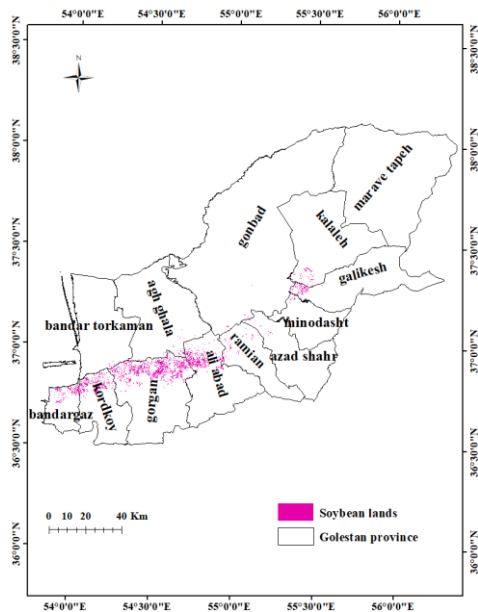 54°0'0"E 54°30'0"E 55°0'0"E 55°30'0"E 56°0'0"E
38°30'0"N
38°30'0"N
N
38°0'0"N
38°0'0"N
marave tapeh
gonbad
kalaleh
37°30'0"N
37°30'0"N
galikesh
agh ghala
bandar torkaman
minodasht
37°0'0"N
37°0'0"N
ramian
azad shahr
ali abad
gorgan
kordkoy
bandargaz
36°30'0"N
36°30'0"N
0 10 20 40 Km
Soybean lands
Golestan province
36°0'0"N
36°0'0"N
54°0'0"E 54°30'0"E 55°0'0"E 55°30'0"E 56°0'0"E